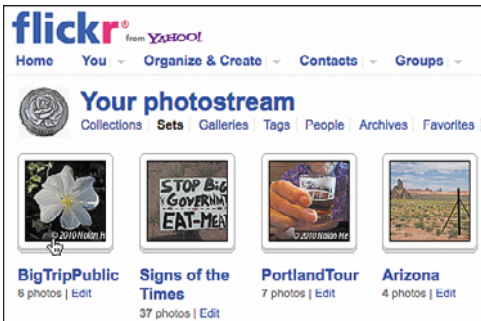 flickr® from YAHOO!
Home You Organize & Create Contacts Groups
Your photostream
Collections Sets Galleries Tags People Archives Favorites
© 2010 Nolan H
STOP BIG
GOVERNM
EAT-MEA
© 2010 Nolan He
BigTripPublic
6 photos | Edit
Signs of the
Times
37 photos | Edit
PortlandTour
7 photos | Edit
Arizona
4 photos | Edit